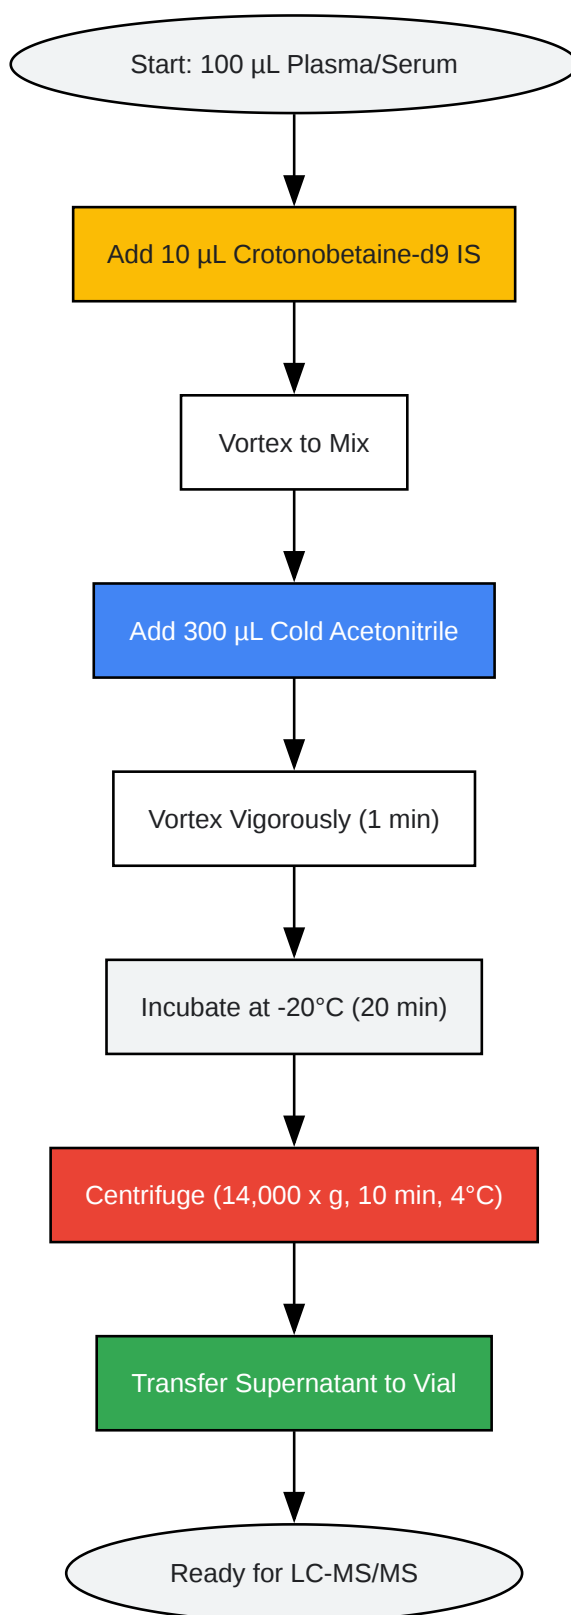 Start: 100 µL Plasma/Serum
Add 10 µL Crotonobetaine-d9 IS
Vortex to Mix
Add 300 µL Cold Acetonitrile
Vortex Vigorously (1 min)
Incubate at -20°C (20 min)
Centrifuge (14,000 x g, 10 min, 4°C)
Transfer Supernatant to Vial
Ready for LC-MS/MS